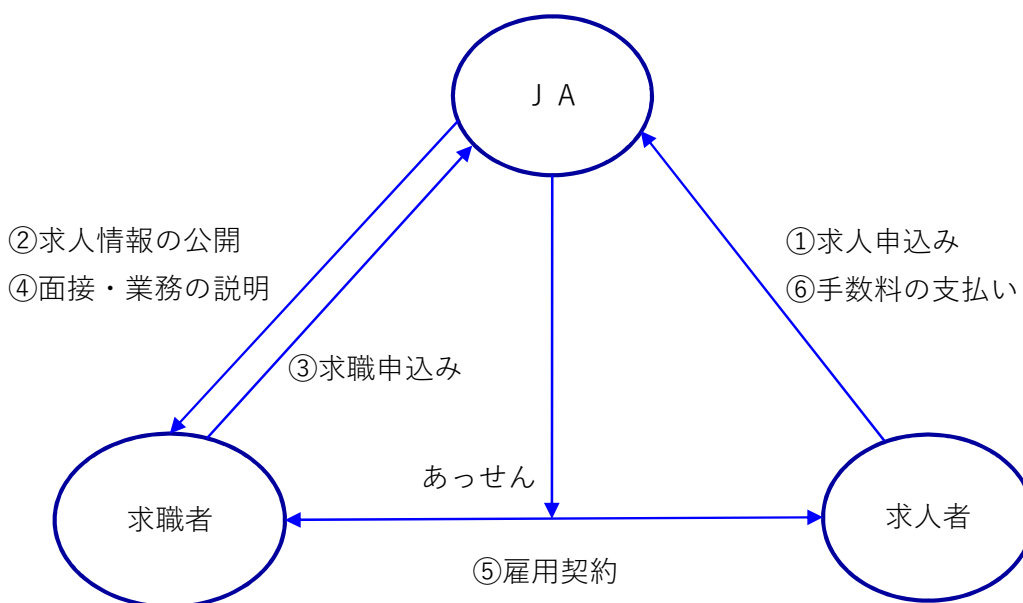 J A
②求人情報の公開
④面接・業務の説明
①求人申込み
⑥手数料の支払い
③求職申込み
あっせん
求職者
求人者
⑤雇用契約